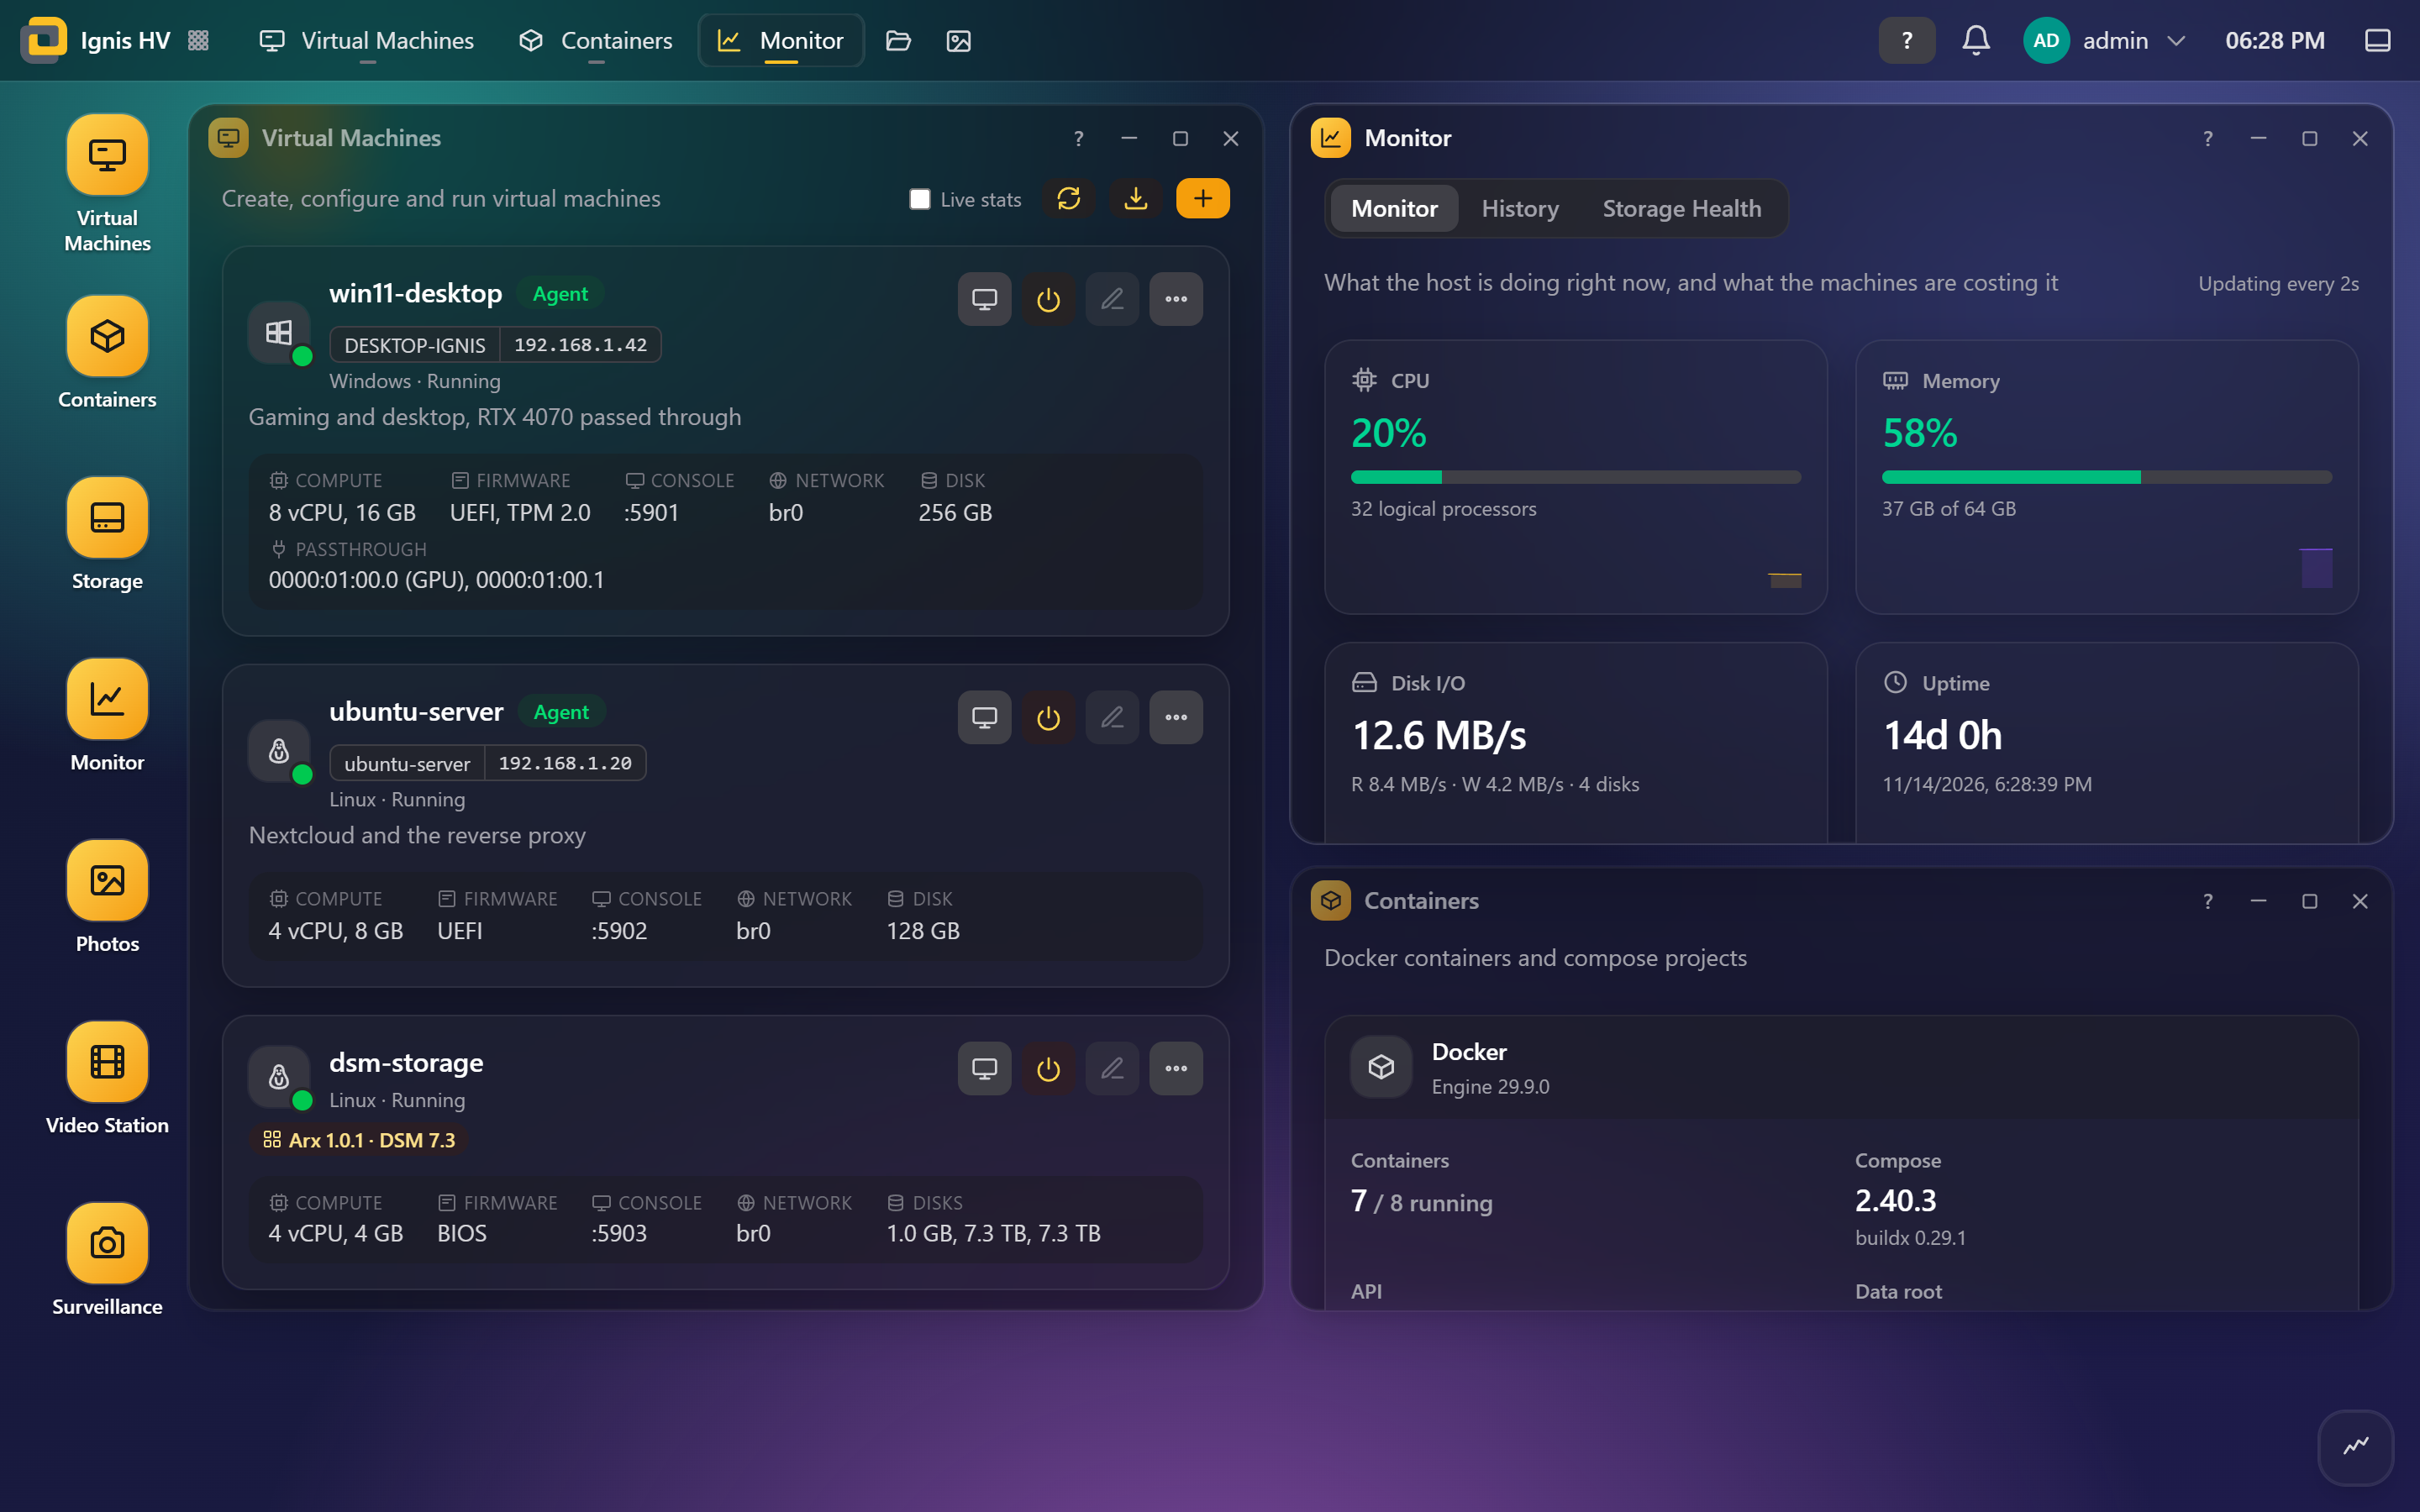 Ignis HV
Virtual Machines
Containers
Monitor
?
AD
admin
06:28 PM
Virtual
Machines
Containers
Storage
Monitor
Photos
Video Station
Surveillance
Virtual Machines
?
Create, configure and run virtual machines
Live stats
win11-desktop
Agent
DESKTOP-IGNIS
192.168.1.42
Windows · Running
Gaming and desktop, RTX 4070 passed through
COMPUTE
FIRMWARE
CONSOLE
NETWORK
DISK
8 vCPU, 16 GB
UEFI, TPM 2.0
:5901
br0
256 GB
PASSTHROUGH
0000:01:00.0 (GPU), 0000:01:00.1
ubuntu-server
Agent
ubuntu-server
192.168.1.20
Linux · Running
Nextcloud and the reverse proxy
COMPUTE
FIRMWARE
CONSOLE
NETWORK
DISK
4 vCPU, 8 GB
UEFI
:5902
br0
128 GB
dsm-storage
Linux · Running
Arx 1.0.1 · DSM 7.3
COMPUTE
FIRMWARE
CONSOLE
NETWORK
DISKS
4 vCPU, 4 GB
BIOS
:5903
br0
1.0 GB, 7.3 TB, 7.3 TB
Monitor
?
Monitor
History
Storage Health
What the host is doing right now, and what the machines are costing it
Updating every 2s
CPU
20%
32 logical processors
Memory
58%
37 GB of 64 GB
Disk I/O
12.6 MB/s
R 8.4 MB/s · W 4.2 MB/s · 4 disks
Uptime
14d 0h
11/14/2026, 6:28:39 PM
Containers
?
Docker containers and compose projects
Docker
Engine 29.9.0
Containers
7 / 8 running
Compose
2.40.3
buildx 0.29.1
API
Data root